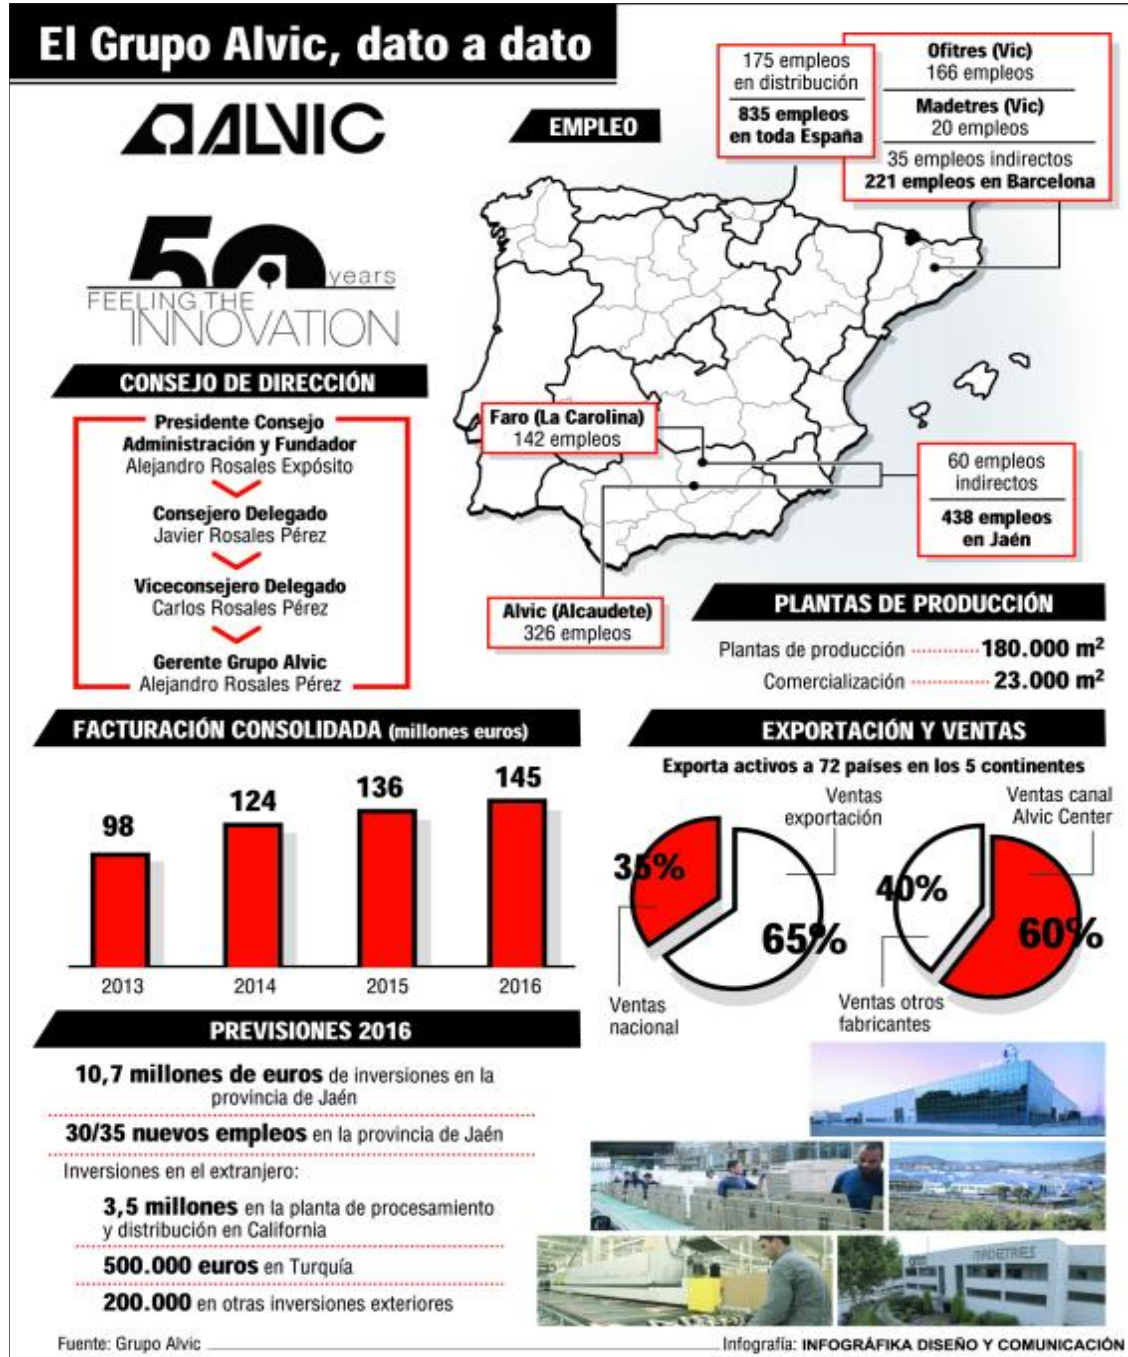 El Grupo Alvic, dato a dato
ALVIC
50 years
FEELING THE
INNOVATION
CONSEJO DE DIRECCIÓN
Presidente Consejo
Administración y Fundador
Alejandro Rosales Expósito
Consejero Delegado
Javier Rosales Pérez
Viceconsejero Delegado
Carlos Rosales Pérez
Gerente Grupo Alvic
Alejandro Rosales Pérez
EMPLEO
175 empleos
en distribución
835 empleos
en toda España
Ofitres (Vic)
166 empleos
Madetres (Vic)
20 empleos
35 empleos indirectos
221 empleos en Barcelona
Faro (La Carolina)
142 empleos
60 empleos
indirectos
438 empleos
en Jaén
Alvic (Alcaudete)
326 empleos
PLANTAS DE PRODUCCIÓN
Plantas de producción 180.000 m²
Comercialización 23.000 m²
FACTURACIÓN CONSOLIDADA (millones euros)
98
124
136
145
2013
2014
2015
2016
EXPORTACIÓN Y VENTAS
Exporta activos a 72 países en los 5 continentes
Ventas
exportación
35%
65%
Ventas
nacional
Ventas canal
Alvic Center
40%
60%
Ventas otros
fabricantes
PREVISIONES 2016
10,7 millones de euros de inversiones en la
provincia de Jaén
30/35 nuevos empleos en la provincia de Jaén
Inversiones en el extranjero:
3,5 millones en la planta de procesamiento
y distribución en California
500.000 euros en Turquía
200.000 en otras inversiones exteriores
MADETRES
Fuente: Grupo Alvic
Infografía: INFOGRÁFIKA DISEÑO Y COMUNICACIÓN